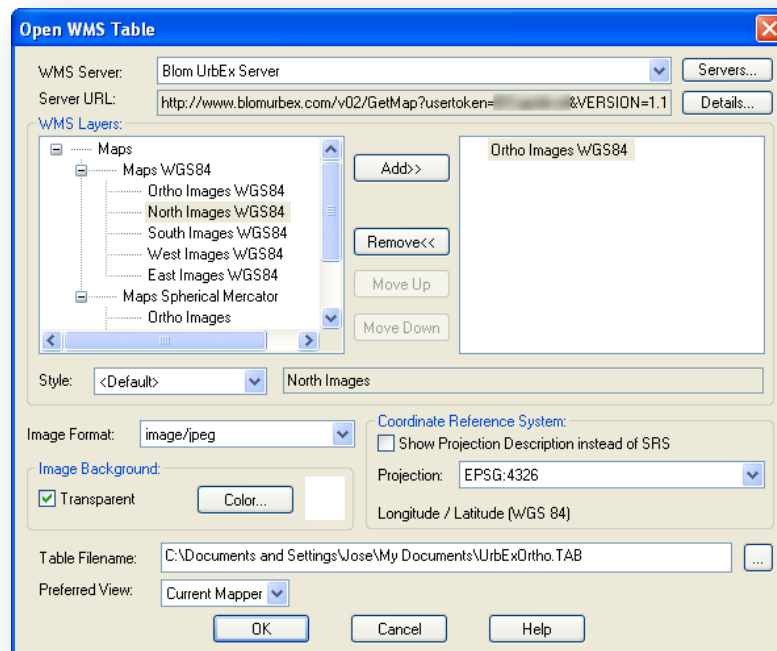 Open WMS Table
WMS Server: Blom UrbEx Server Servers...
Server URL: http://www.blomurbex.com/v02/GetMap?usertoken= &VERSION=1.1 Details...
WMS Layers:
Maps
Maps WGS84
Ortho Images WGS84
North Images WGS84
South Images WGS84
West Images WGS84
East Images WGS84
Maps Spherical Mercator
Ortho Images
Add>>
Remove<<
Move Up
Move Down
Ortho Images WGS84
Style: <Default> North Images
Image Format: image/jpeg
Image Background:
Transparent Color...
Coordinate Reference System:
Show Projection Description instead of SRS
Projection: EPSG:4326
Longitude / Latitude (WGS 84)
Table Filename: C:\Documents and Settings\Jose\My Documents\UrbExOrtho.TAB ...
Preferred View: Current Mapper
OK Cancel Help